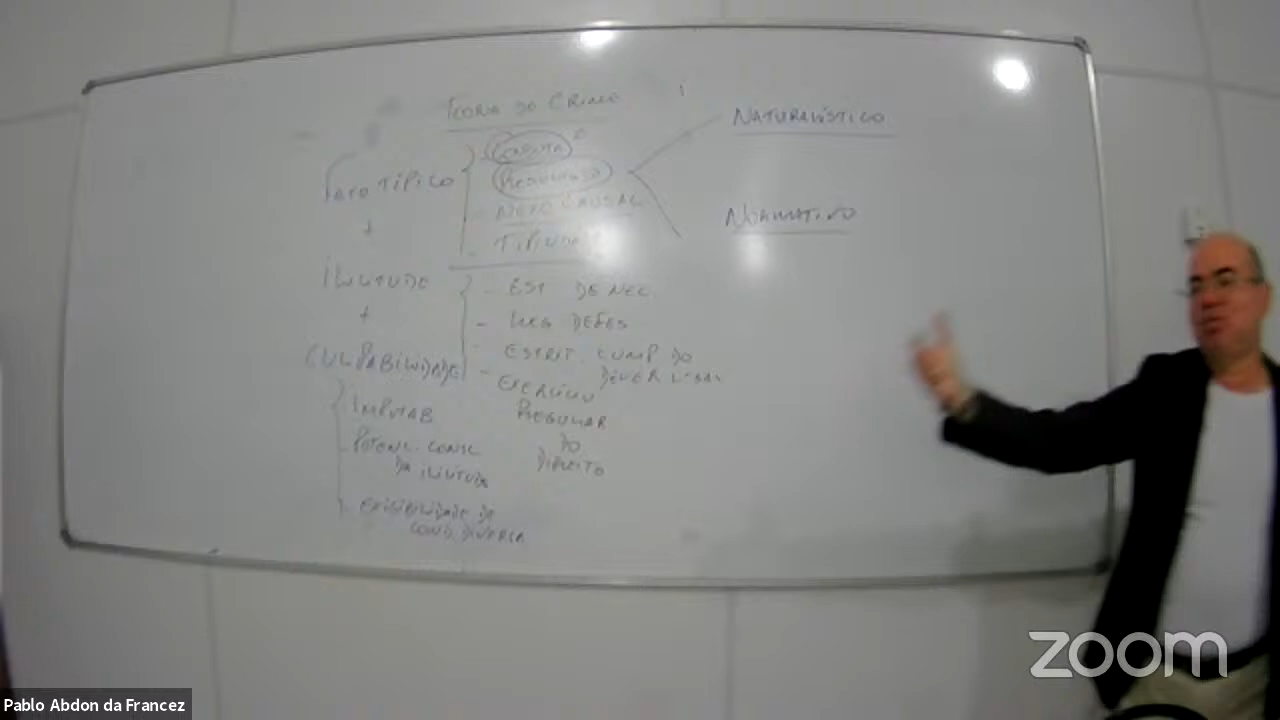 TEORIA DO CRIME
NATURALÍSTICO
CONDUTA
FATO TÍPICO
RESULTADO
- NEXO CAUSAL
NORMATIVO
+
- TIPICIDADE
ILICITUDE
- EST DE NEC.
+
- LEG DEFES
CULPABILIDADE
- ESTRIT. CUMP DO
DEVER LEGAL
- EXERCÍCIO
REGULAR
DO
DIREITO
IMPUTAB
- POTENC. CONSC
DA ILICITUDE
- EXIGIBILIDADE DE
COND. DIVERSA
zoom
Pablo Abdon da Francez